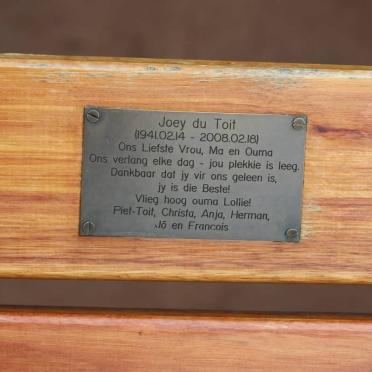 Joey du Toit
(1941.02.14 - 2008.02.18)
Ons Liefste Vrou, Ma en Ouma
Ons verlang elke dag - jou plekkie is leeg.
Dankbaar dat jy vir ons geleen is,
jy is die Beste!
Vlieg hoog ouma Lollie!
Piet-Toit, Christa, Anja, Herman,
Jõ en Francois